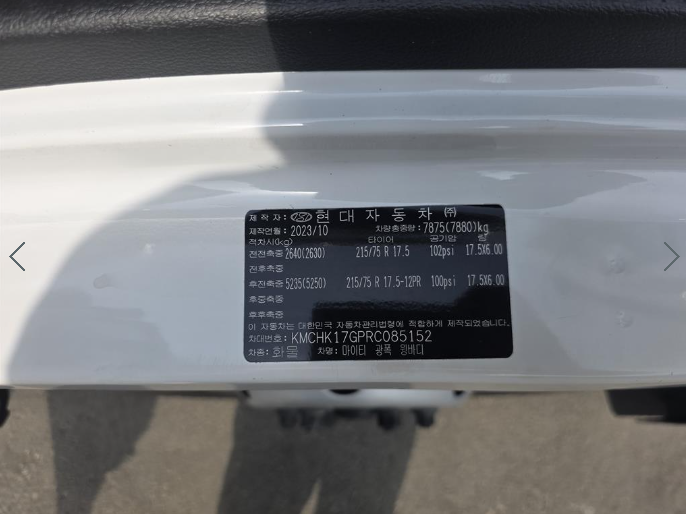 제 작 자: 현 대 자 동 차 ㈜
제작연월: 2023/10 차량총중량: 7875(7880)kg
적차시(kg) 타이어 공기압 림
전전축중 2640(2630) 215/75 R 17.5 102psi 17.5X6.00
전후축중
후전축중 5235(5250) 215/75 R 17.5-12PR 100psi 17.5X6.00
후중축중
후후축중
이 자동차는 대한민국 자동차관리법령에 적합하게 제작되었습니다.
차대번호: KMCHK17GPRC085152
차종: 화 물 차명: 마이티 광폭 윙바디